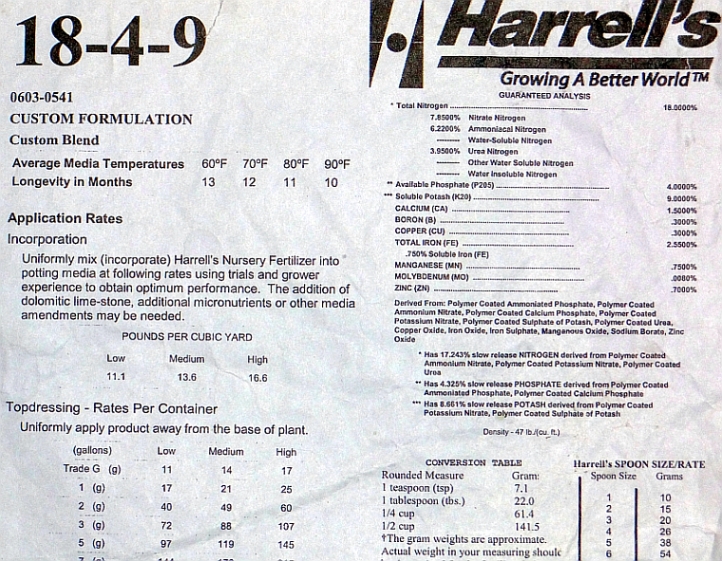 18-4-9
0603-0541
CUSTOM FORMULATION
Custom Blend
Average Media Temperatures 60ºF 70ºF 80ºF 90ºF
Longevity in Months 13 12 11 10
Application Rates
Incorporation
Uniformly mix (incorporate) Harrell's Nursery Fertilizer into
potting media at following rates using trials and grower
experience to obtain optimum performance. The addition of
dolomitic lime-stone, additional micronutrients or other media
amendments may be needed.
POUNDS PER CUBIC YARD
Low Medium High
11.1 13.6 16.6
Topdressing - Rates Per Container
Uniformly apply product away from the base of plant.
(gallons) Low Medium High
Trade G (g) 11 14 17
1 (g) 17 21 25
2 (g) 40 49 60
3 (g) 72 88 107
5 (g) 97 119 145
Harrell's
Growing A Better World™
GUARANTEED ANALYSIS
* Total Nitrogen 18.0000%
7.8500% Nitrate Nitrogen
6.2200% Ammoniacal Nitrogen
-------- Water-Soluble Nitrogen
3.9500% Urea Nitrogen
-------- Other Water Soluble Nitrogen
-------- Water Insoluble Nitrogen
** Available Phosphate (P205) 4.0000%
*** Soluble Potash (K20) 9.0000%
CALCIUM (CA) 1.5000%
BORON (B) .3000%
COPPER (CU) .3000%
TOTAL IRON (FE) 2.5500%
.750% Soluble Iron (FE)
MANGANESE (MN) .7500%
MOLYBDENUM (MO) .0080%
ZINC (ZN) .7000%
Derived From: Polymer Coated Ammoniated Phosphate, Polymer Coated
Ammonium Nitrate, Polymer Coated Calcium Phosphate, Polymer Coated
Potassium Nitrate, Polymer Coated Sulphate of Potash, Polymer Coated Urea,
Copper Oxide, Iron Oxide, Iron Sulphate, Manganous Oxide, Sodium Borate, Zinc
Oxide
* Has 17.243% slow release NITROGEN derived from Polymer Coated
Ammonium Nitrate, Polymer Coated Potassium Nitrate, Polymer Coated
Urea
** Has 4.325% slow release PHOSPHATE derived from Polymer Coated
Ammoniated Phosphate, Polymer Coated Calcium Phosphate
*** Has 8.661% slow release POTASH derived from Polymer Coated
Potassium Nitrate, Polymer Coated Sulphate of Potash
Density - 47 lb./(cu. ft.)
CONVERSION TABLE
Rounded Measure Gram:
1 teaspoon (tsp) 7.1
1 tablespoon (tbs.) 22.0
1/4 cup 61.4
1/2 cup 141.5
†The gram weights are approximate.
Actual weight in your measuring shoulc
Harrell's SPOON SIZE/RATE
Spoon Size Grams
1 10
2 15
3 20
4 26
5 38
6 54